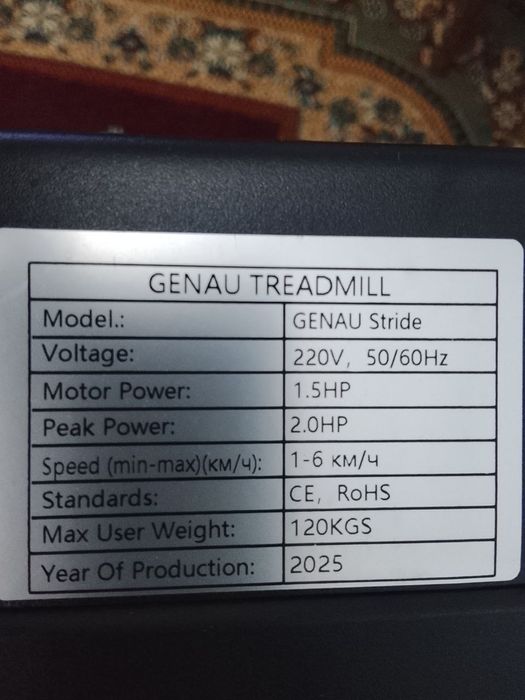 GENAU TREADMILL
Model.: GENAU Stride
Voltage: 220V, 50/60Hz
Motor Power: 1.5HP
Peak Power: 2.0HP
Speed (min-max)(км/ч): 1-6 км/ч
Standards: CE, RoHS
Max User Weight: 120KGS
Year Of Production: 2025